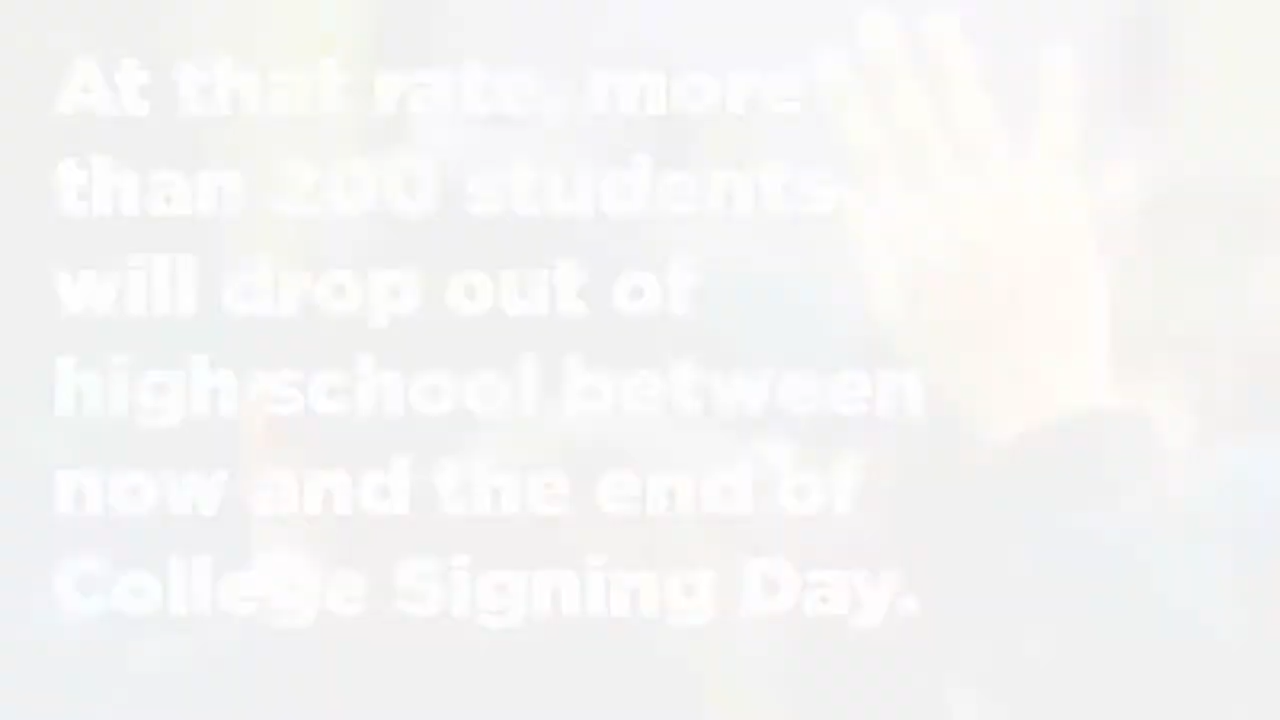 At that rate, more
than 200 students
will drop out of
high school between
now and the end of
College Signing Day.